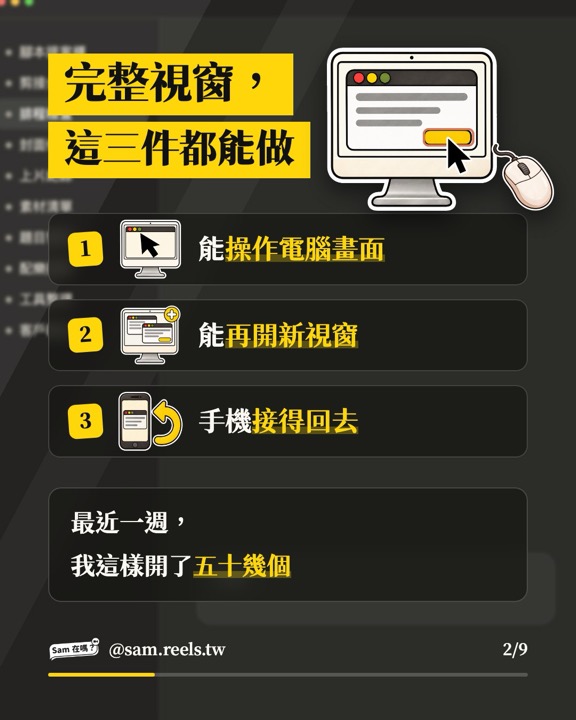 完整視窗，
這三件都能做
1
能操作電腦畫面
2
能再開新視窗
3
手機接得回去
最近一週，
我這樣開了五十幾個
Sam 在嗎？
@sam.reels.tw
2/9